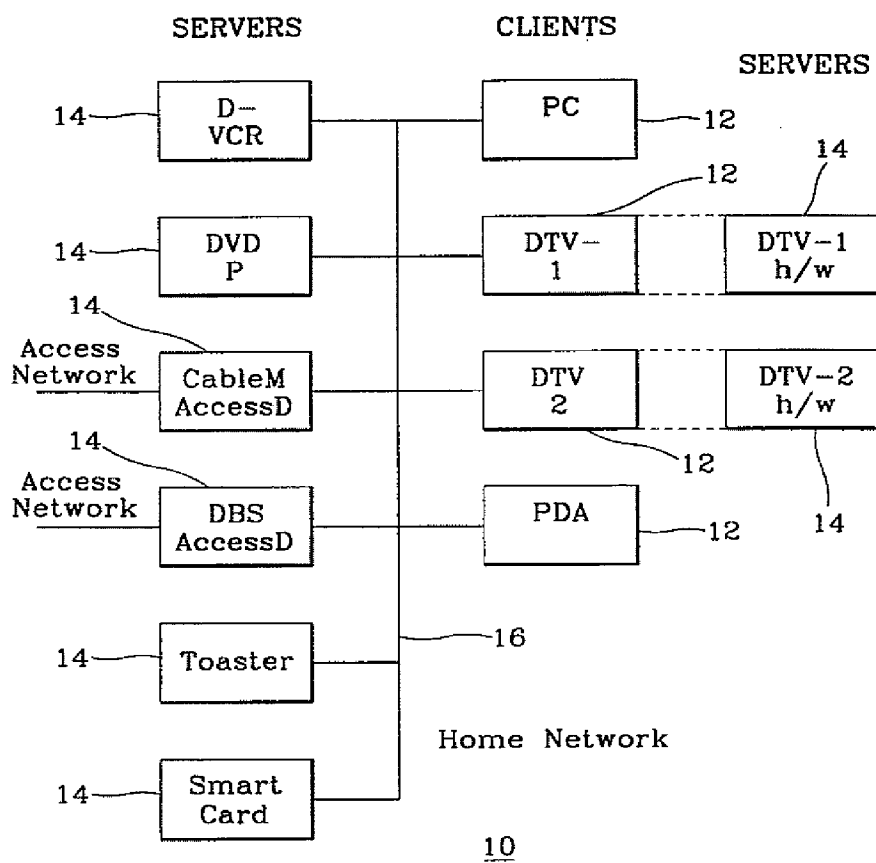 SERVERS
CLIENTS
SERVERS
14
D-
VCR
PC
12
14
DVD
P
12
DTV-
1
14
DTV-1
h/w
14
Access
Network
CableM
AccessD
DTV
2
12
DTV-2
h/w
14
14
Access
Network
DBS
AccessD
PDA
12
16
14
Toaster
Home Network
14
Smart
Card
10